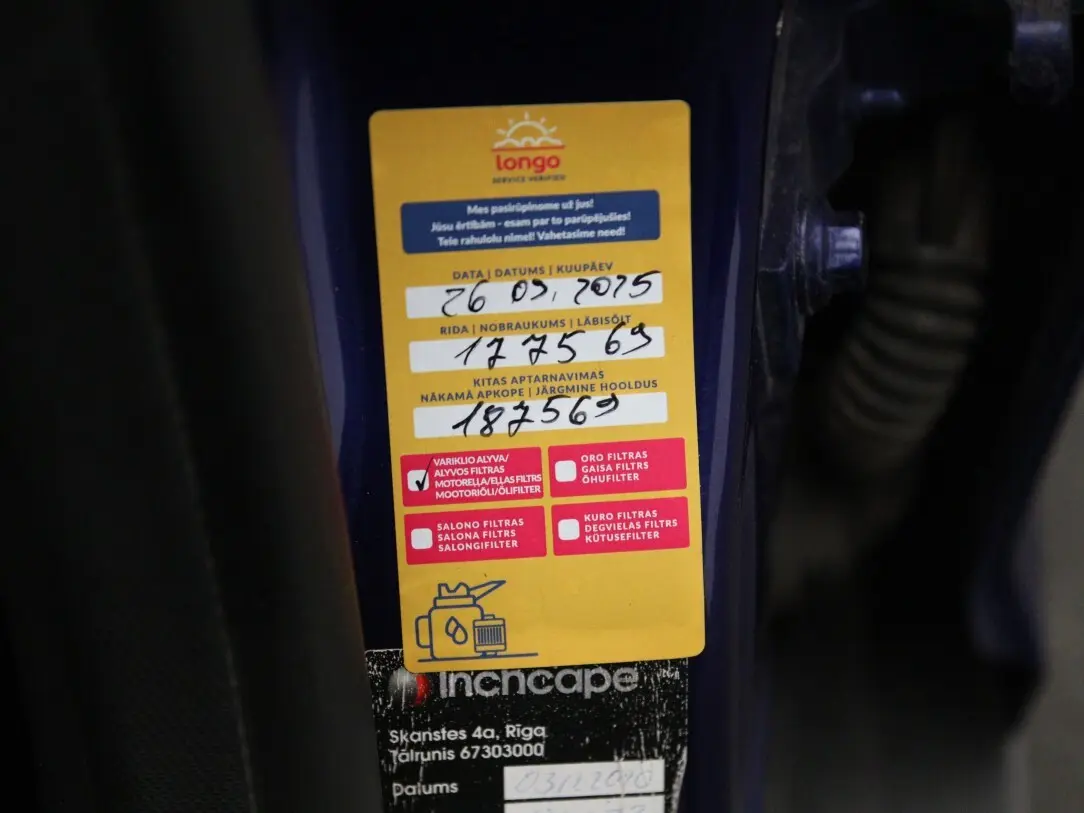 longo
SERVICE VERIFIED
Mes pasirūpinome už jus!
Jūsu ērtībām - esam par to parūpējušies!
Teie rahulolu nimel! Vahetasime need!
DATA | DATUMS | KUUPÄEV
26 09, 2025
RIDA | NOBRAUKUMS | LÄBISÕIT
177569
KITAS APTARNAVIMAS
NĀKAMĀ APKOPE | JÄRGMINE HOOLDUS
187569
VARIKLIO ALYVA/
ALYVOS FILTRAS
MOTOREĻĻA/EĻĻAS FILTRS
MOOTORIÕLI/ÕLIFILTER
ORO FILTRAS
GAISA FILTRS
ÕHUFILTER
SALONO FILTRAS
SALONA FILTRS
SALONGIFILTER
KURO FILTRAS
DEGVIELAS FILTRS
KÜTUSEFILTER
Inchcape
Skanstes 4a, Rīga
Tālrunis 67303000
Datums